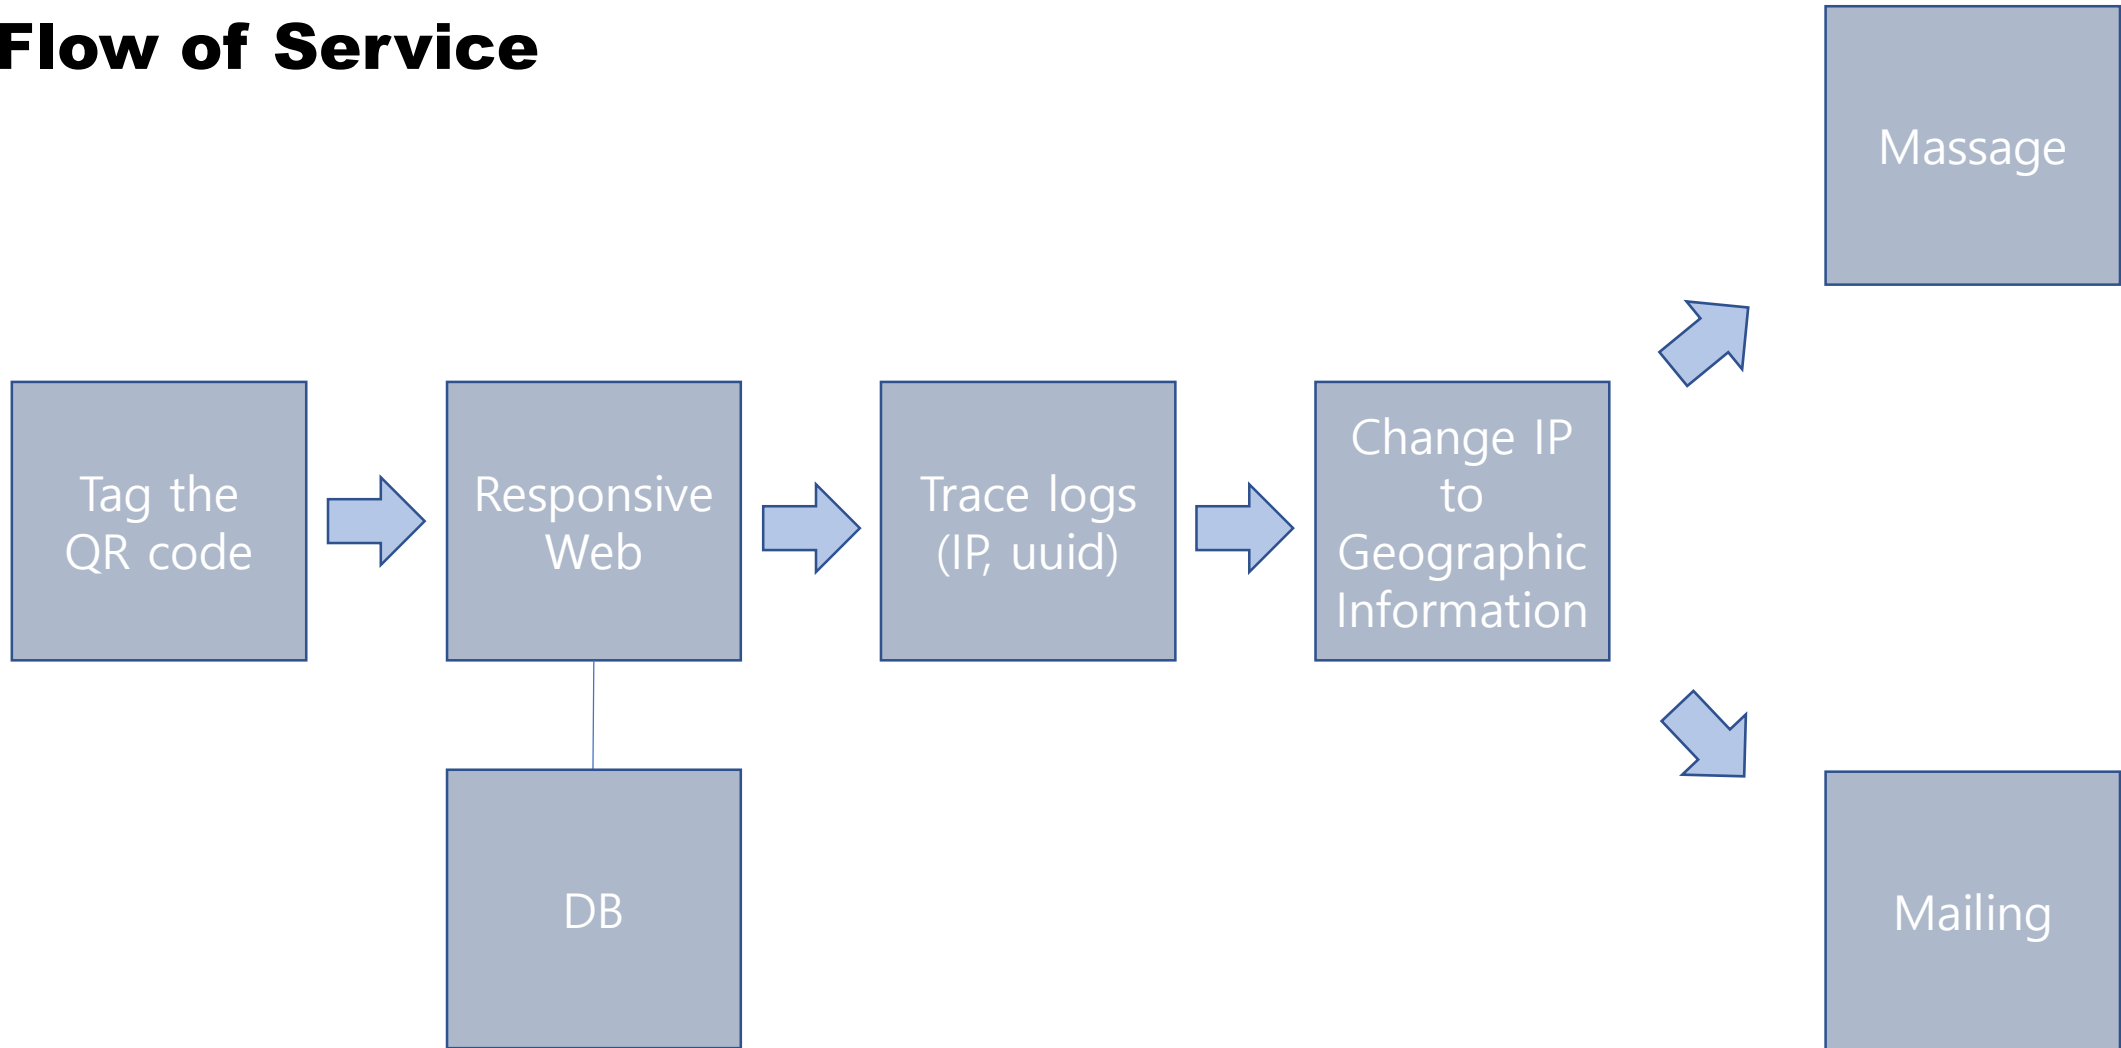 Flow of Service
Massage
Tag the
QR code
Responsive
Web
Trace logs
(IP, uuid)
Change IP
to
Geographic
Information
DB
Mailing